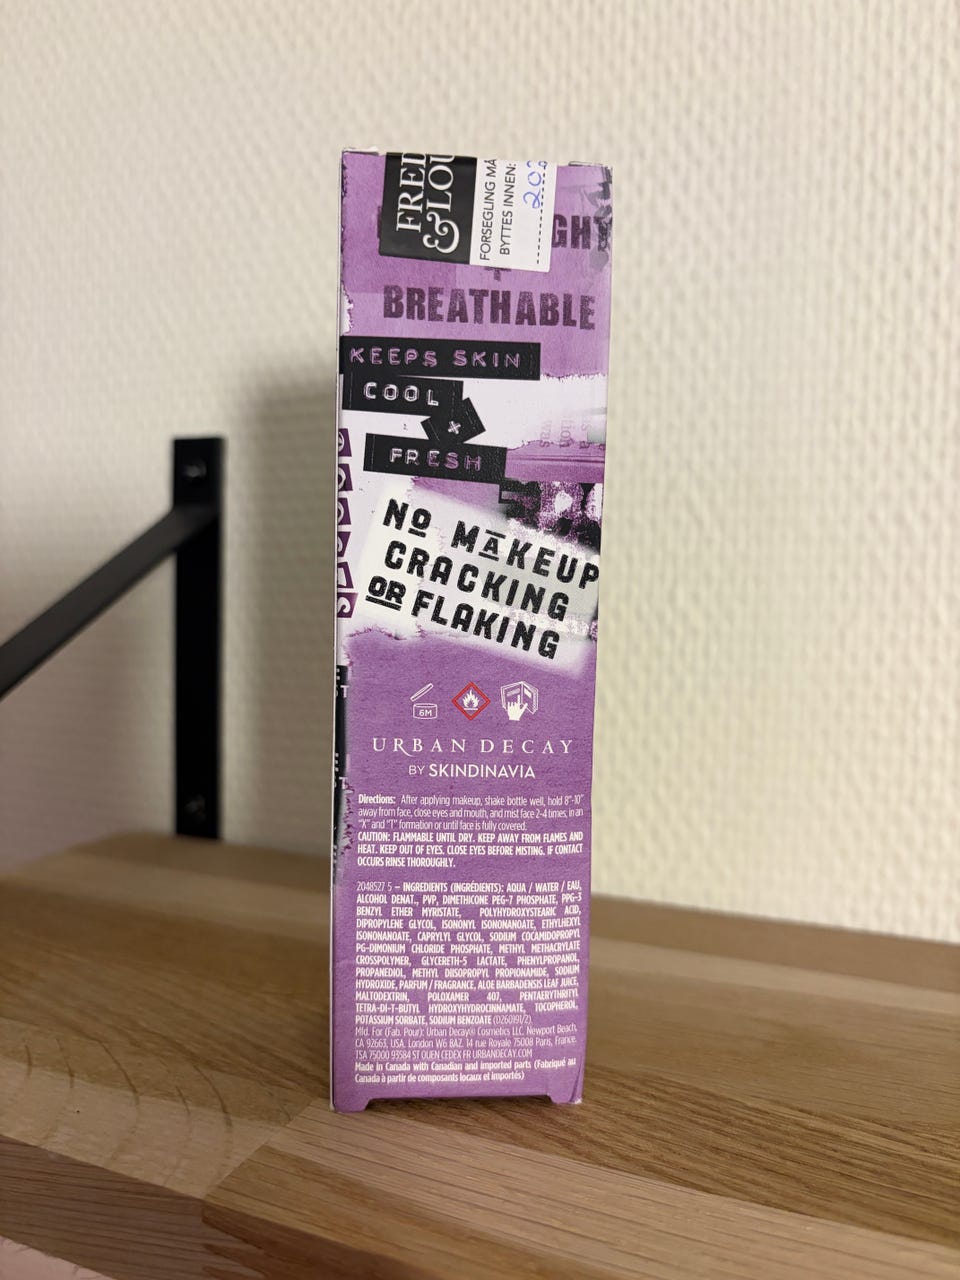 FRED
& LOU
FORSEGLING MÅ
BYTTES INNEN:
202
GHT
+
BREATHABLE
KEEPS SKIN
COOL
×
FRESH
NO MAKEUP
CRACKING
OR FLAKING
6M
URBAN DECAY
BY SKINDINAVIA
Directions: After applying makeup, shake bottle well, hold 8"-10"
away from face, close eyes and mouth, and mist face 2-4 times, in an
"X" and "T" formation or until face is fully covered.
CAUTION: FLAMMABLE UNTIL DRY. KEEP AWAY FROM FLAMES AND
HEAT. KEEP OUT OF EYES. CLOSE EYES BEFORE MISTING. IF CONTACT
OCCURS RINSE THOROUGHLY.
2048527 5 – INGREDIENTS (INGRÉDIENTS): AQUA / WATER / EAU,
ALCOHOL DENAT., PVP, DIMETHICONE PEG-7 PHOSPHATE, PPG-3
BENZYL ETHER MYRISTATE, POLYHYDROXYSTEARIC ACID,
DIPROPYLENE GLYCOL, ISONONYL ISONONANOATE, ETHYLHEXYL
ISONONANOATE, CAPRYLYL GLYCOL, SODIUM COCAMIDOPROPYL
PG-DIMONIUM CHLORIDE PHOSPHATE, METHYL METHACRYLATE
CROSSPOLYMER, GLYCERETH-5 LACTATE, PHENYLPROPANOL,
PROPANEDIOL, METHYL DIISOPROPYL PROPIONAMIDE, SODIUM
HYDROXIDE, PARFUM / FRAGRANCE, ALOE BARBADENSIS LEAF JUICE,
MALTODEXTRIN, POLOXAMER 407, PENTAERYTHRITYL
TETRA-DI-T-BUTYL HYDROXYHYDROCINNAMATE, TOCOPHEROL,
POTASSIUM SORBATE, SODIUM BENZOATE (D260191/2).
Mfd. For (Fab. Pour): Urban Decay® Cosmetics LLC. Newport Beach,
CA 92663, USA. London W6 8AZ. 14 rue Royale 75008 Paris, France.
TSA 75000 93584 ST OUEN CEDEX FR URBANDECAY.COM
Made in Canada with Canadian and imported parts (Fabriqué au
Canada à partir de composants locaux et importés)